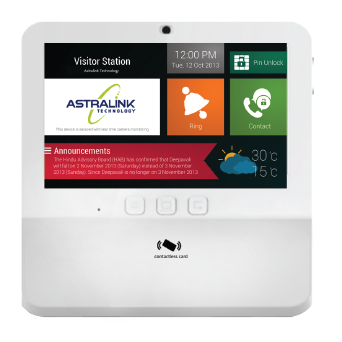 Visitor Station
Astralink Technology
12:00 PM
Tue, 12 Oct 2013
Pin Unlock
ASTRALINK
TECHNOLOGY
This device is equipped with real time camera monitoring
Ring
Contact
Announcements
The Hindu Advisory Board (HAB) has confirmed that Deepavali
will fall on 2 November 2013 (Saturday) instead of 3 November
2013 (Sunday). Since Deepavali is no longer on 3 November 2013
30°c
15°c
contactless card